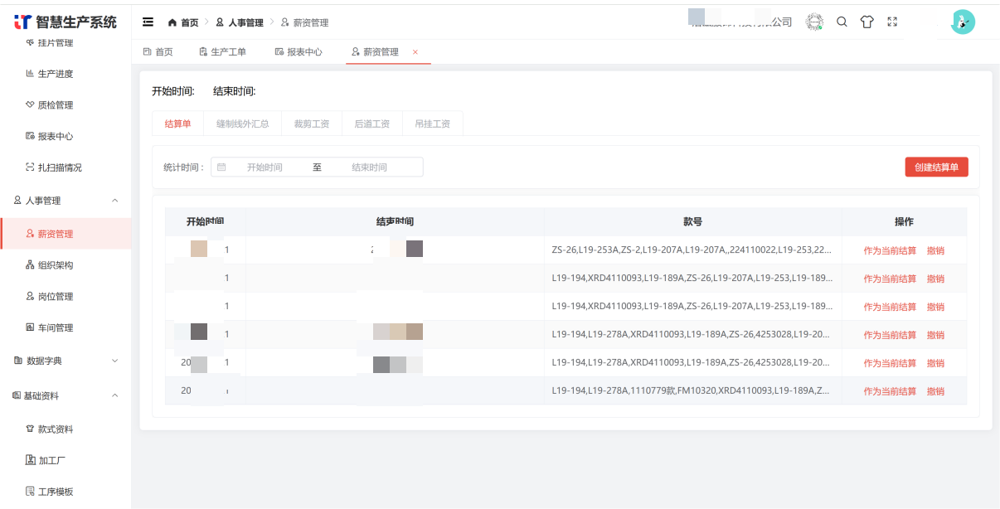 智慧生产系统
首页
人事管理
薪资管理
公司
挂片管理
生产进度
质检管理
报表中心
扎扫描情况
人事管理
薪资管理
组织架构
岗位管理
车间管理
数据字典
基础资料
款式资料
加工厂
工序模板
首页
生产工单
报表中心
薪资管理 ×
开始时间: 结束时间:
结算单 缝制线外汇总 裁剪工资 后道工资 吊挂工资
统计时间 : 开始时间 至 结束时间
创建结算单
开始时间 结束时间 款号 操作
1 ZS-26,L19-253A,ZS-2,L19-207A,L19-207A,,224110022,L19-253,22... 作为当前结算 撤销
1 L19-194,XRD4110093,L19-189A,ZS-26,L19-207A,L19-253,L19-189... 作为当前结算 撤销
1 L19-194,XRD4110093,L19-189A,ZS-26,L19-207A,L19-253,L19-189... 作为当前结算 撤销
1 L19-194,L19-278A,XRD4110093,L19-189A,ZS-26,4253028,L19-20... 作为当前结算 撤销
20 1 L19-194,L19-278A,XRD4110093,L19-189A,ZS-26,4253028,L19-20... 作为当前结算 撤销
20 L19-194,L19-278A,1110779款,FM10320,XRD4110093,L19-189A,Z... 作为当前结算 撤销